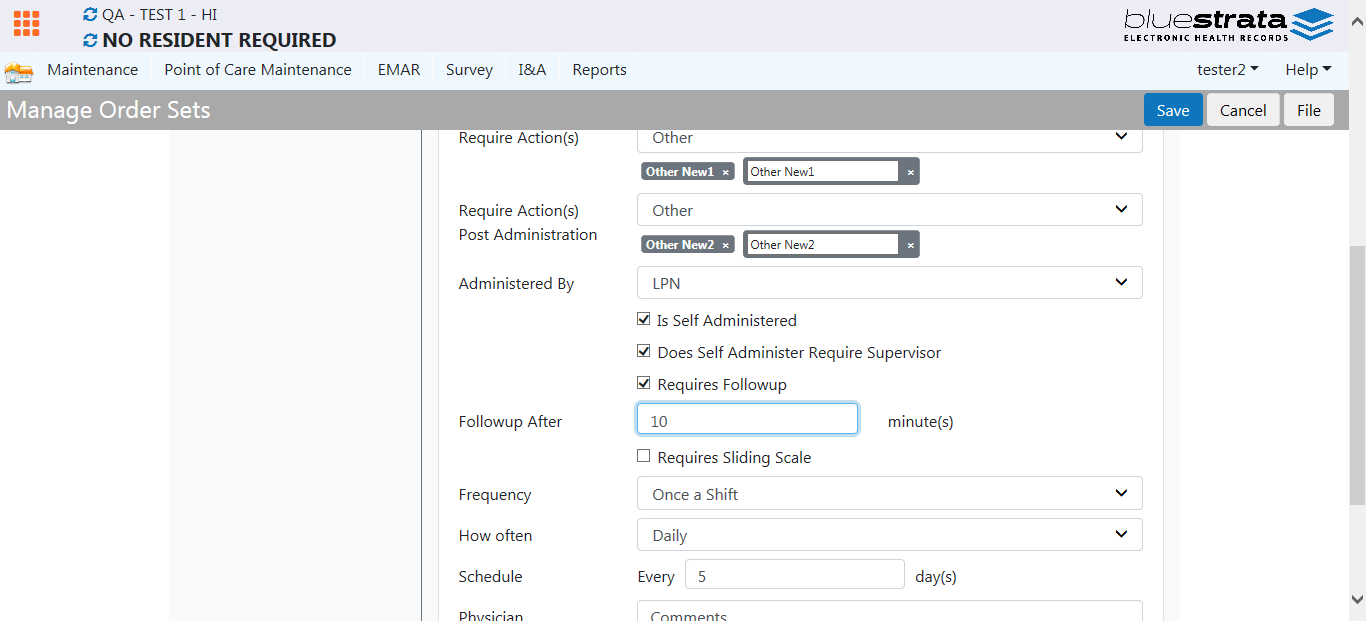 QA - TEST 1 - HI
NO RESIDENT REQUIRED
bluestrata
ELECTRONIC HEALTH RECORDS
Maintenance Point of Care Maintenance EMAR Survey I&A Reports tester2 Help
Manage Order Sets Save Cancel File
Require Action(s) Other
Other New1 × Other New1 ×
Require Action(s) Other
Post Administration Other New2 × Other New2 ×
Administered By LPN
Is Self Administered
Does Self Administer Require Supervisor
Requires Followup
Followup After 10 minute(s)
Requires Sliding Scale
Frequency Once a Shift
How often Daily
Schedule Every 5 day(s)
Physician Comments